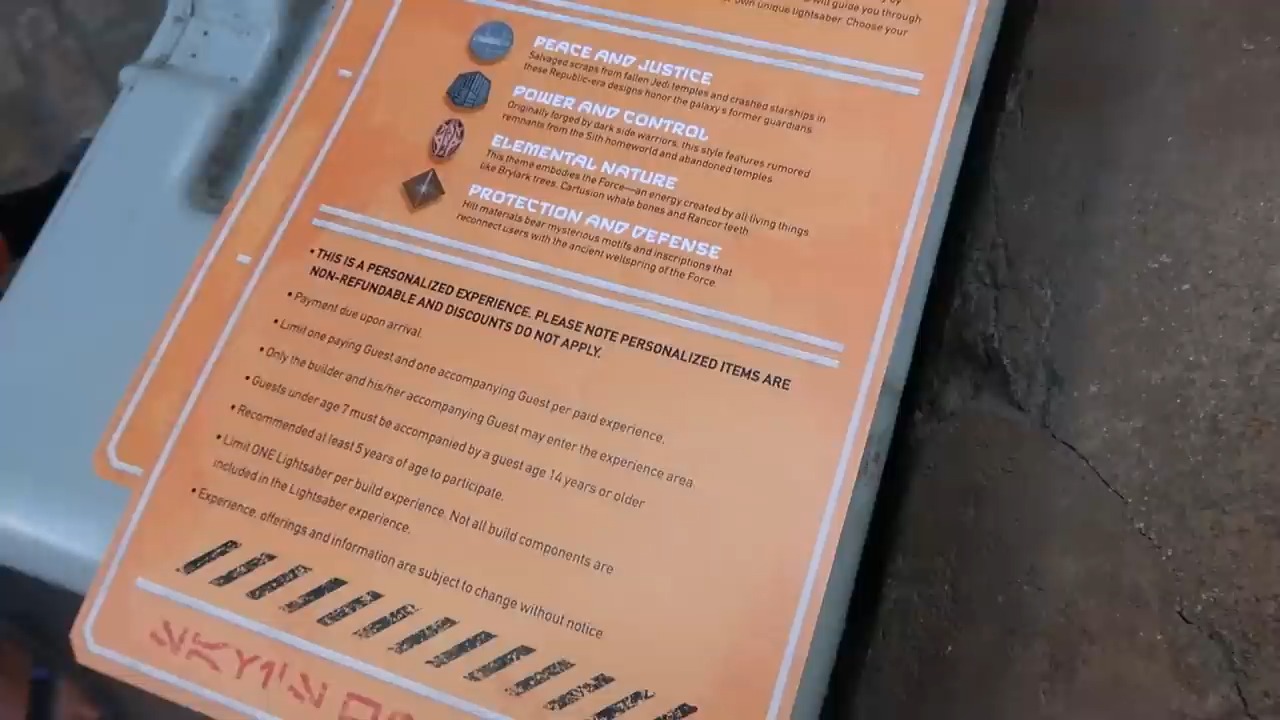 will guide you through
own unique lightsaber. Choose your
PEACE AND JUSTICE
Salvaged scraps from fallen Jedi temples and crashed starships in
these Republic-era designs honor the galaxy's former guardians
POWER AND CONTROL
Originally forged by dark side warriors, this style features rumored
remnants from the Sith homeworld and abandoned temples
ELEMENTAL NATURE
This theme embodies the Force—an energy created by all living things
like Brylark trees, Cartusion whale bones and Rancor teeth
PROTECTION AND DEFENSE
Hilt materials bear mysterious motifs and inscriptions that
reconnect users with the ancient wellspring of the Force
• THIS IS A PERSONALIZED EXPERIENCE. PLEASE NOTE PERSONALIZED ITEMS ARE
NON-REFUNDABLE AND DISCOUNTS DO NOT APPLY.
• Payment due upon arrival.
• Limit one paying Guest and one accompanying Guest per paid experience.
• Only the builder and his/her accompanying Guest may enter the experience area.
• Guests under age 7 must be accompanied by a guest age 14 years or older
• Recommended at least 5 years of age to participate.
• Limit ONE Lightsaber per build experience. Not all build components are
included in the Lightsaber experience.
• Experience, offerings and information are subject to change without notice